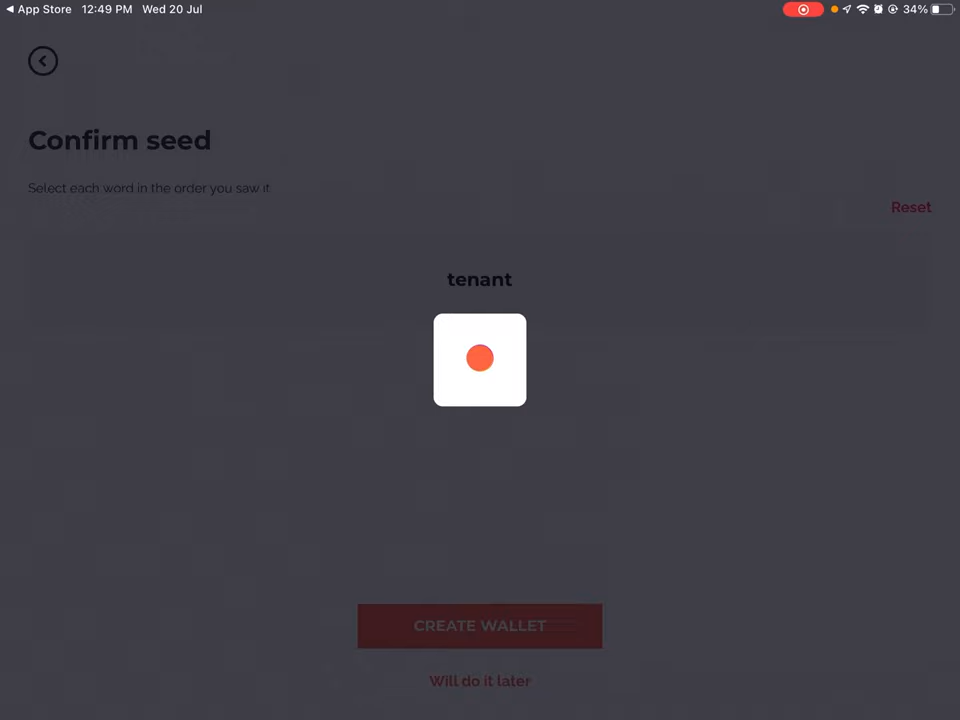 App Store 12:49 PM Wed 20 Jul 34%
Confirm seed
Select each word in the order you saw it
Reset
tenant
CREATE WALLET
Will do it later